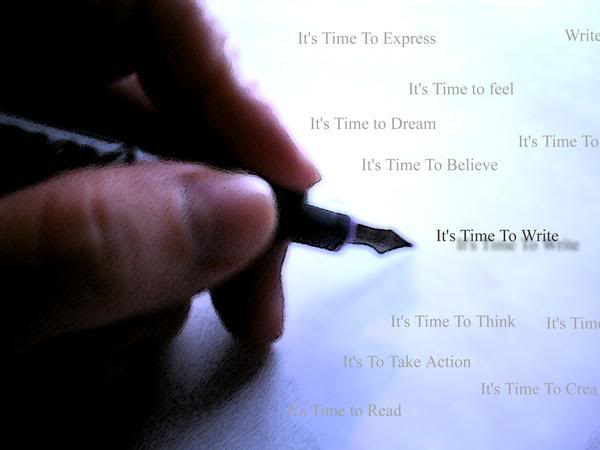 It's Time To Express
Write
It's Time to feel
It's Time to Dream
It's Time To
It's Time To Believe
It's Time To Write
It's Time To Think
It's Time
It's To Take Action
It's Time To Crea
It's Time to Read